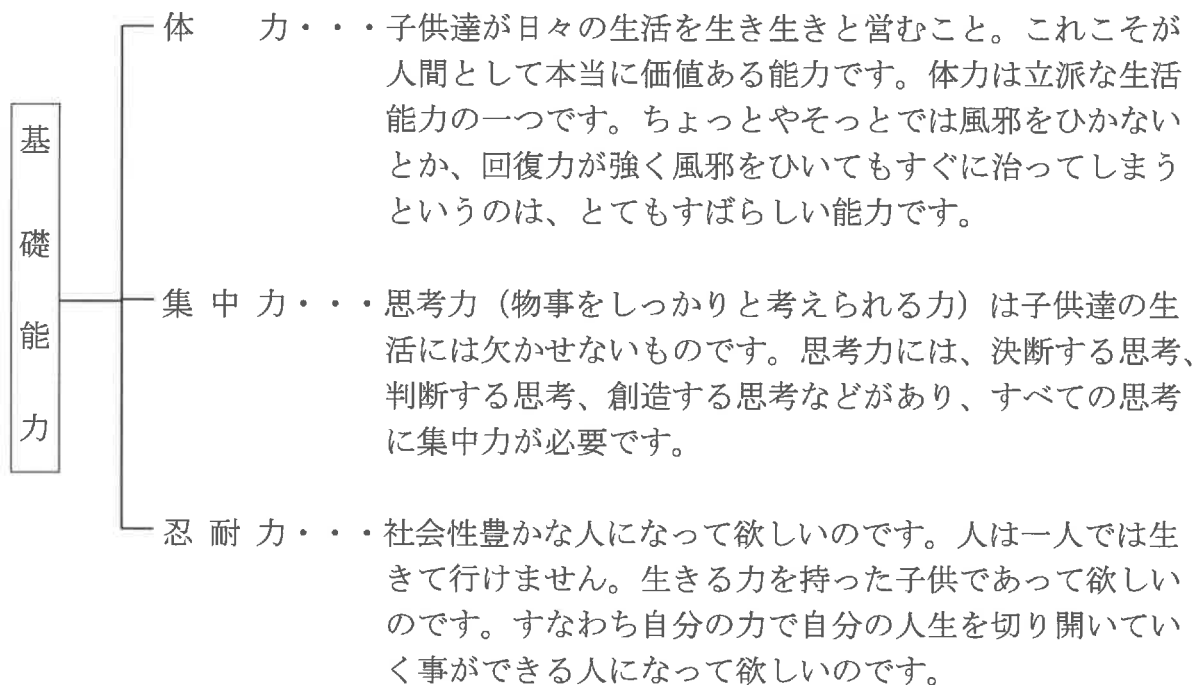 基礎能力
体　　力・・・子供達が日々の生活を生き生きと営むこと。これこそが
人間として本当に価値ある能力です。体力は立派な生活
能力の一つです。ちょっとやそっとでは風邪をひかない
とか、回復力が強く風邪をひいてもすぐに治ってしまう
というのは、とてもすばらしい能力です。
集 中 力・・・思考力（物事をしっかりと考えられる力）は子供達の生
活には欠かせないものです。思考力には、決断する思考、
判断する思考、創造する思考などがあり、すべての思考
に集中力が必要です。
忍 耐 力・・・社会性豊かな人になって欲しいのです。人は一人では生
きて行けません。生きる力を持った子供であって欲しい
のです。すなわち自分の力で自分の人生を切り開いてい
く事ができる人になって欲しいのです。